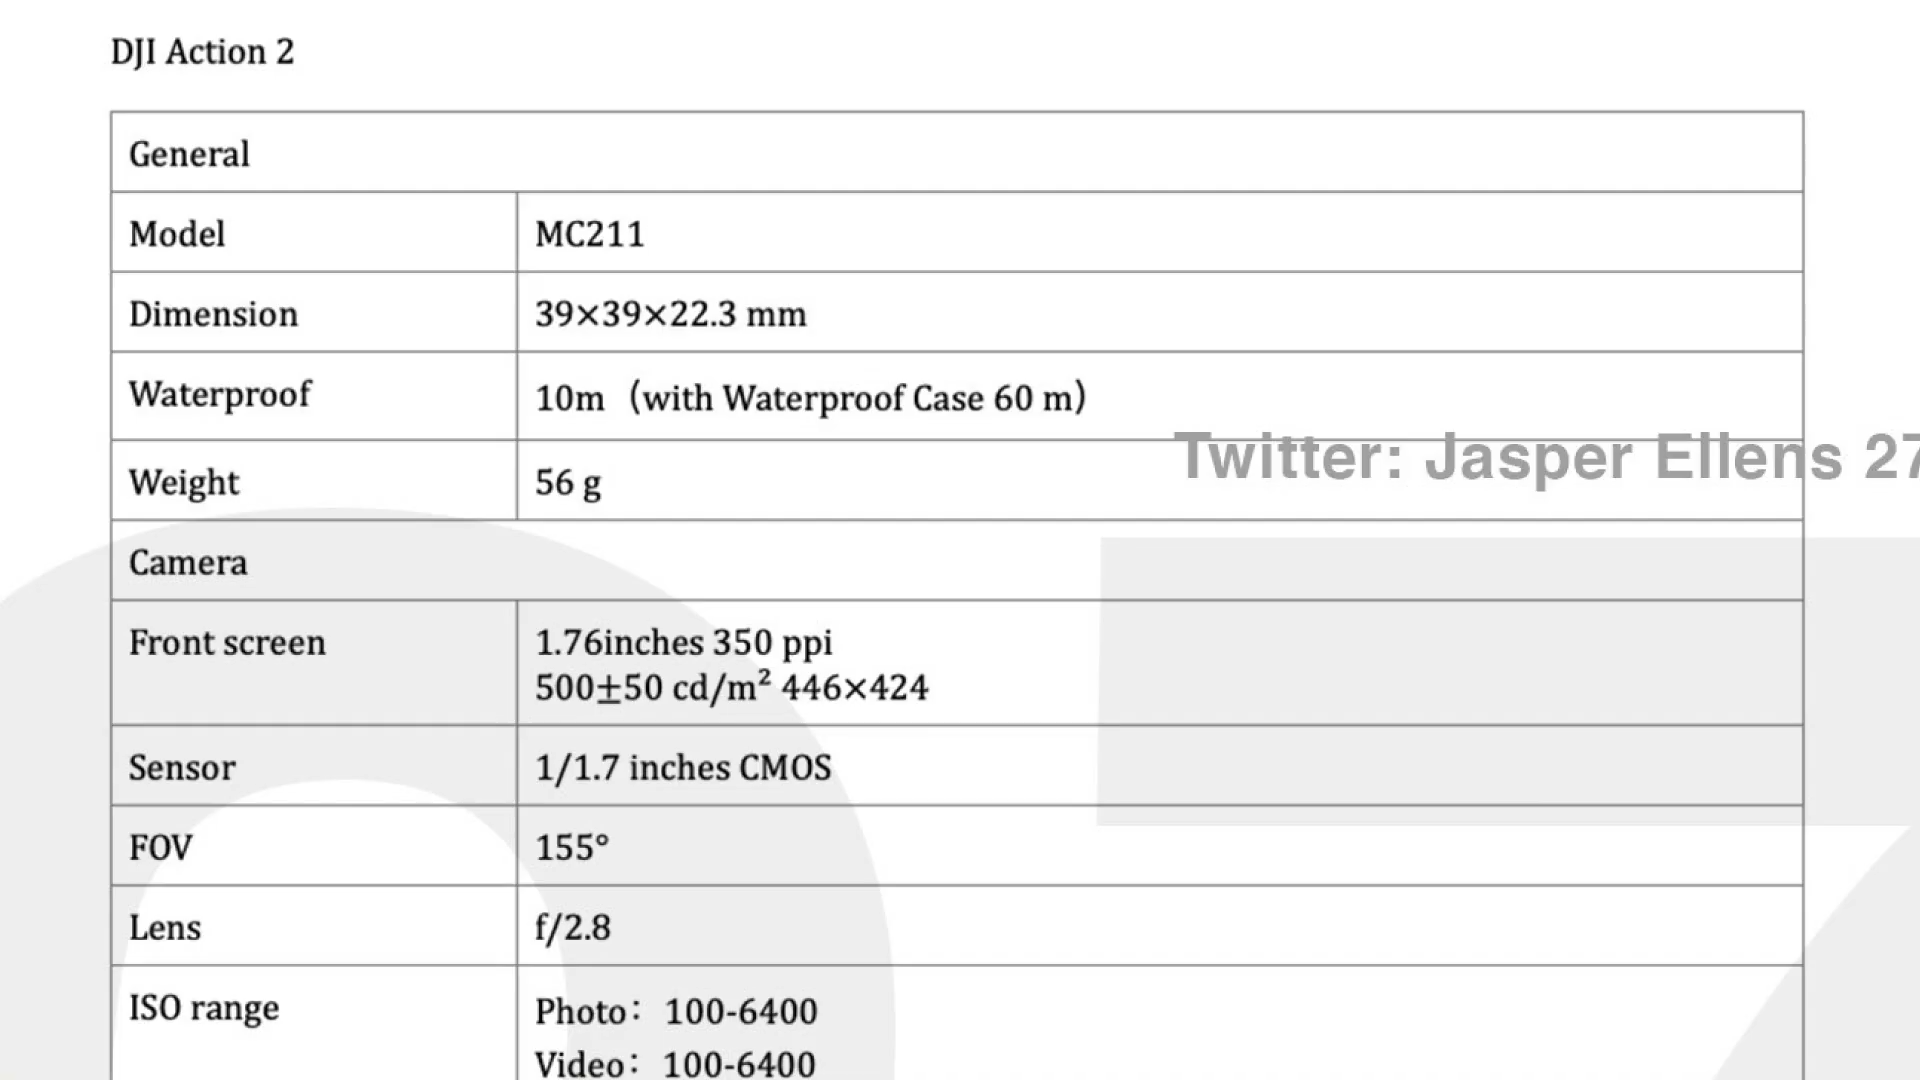 DJI Action 2
General
Model MC211
Dimension 39×39×22.3 mm
Waterproof 10m（with Waterproof Case 60 m）
Twitter: Jasper Ellens 27
Weight 56 g
Camera
Front screen 1.76inches 350 ppi
500±50 cd/m² 446×424
Sensor 1/1.7 inches CMOS
FOV 155°
Lens f/2.8
ISO range Photo： 100-6400
Video： 100-6400